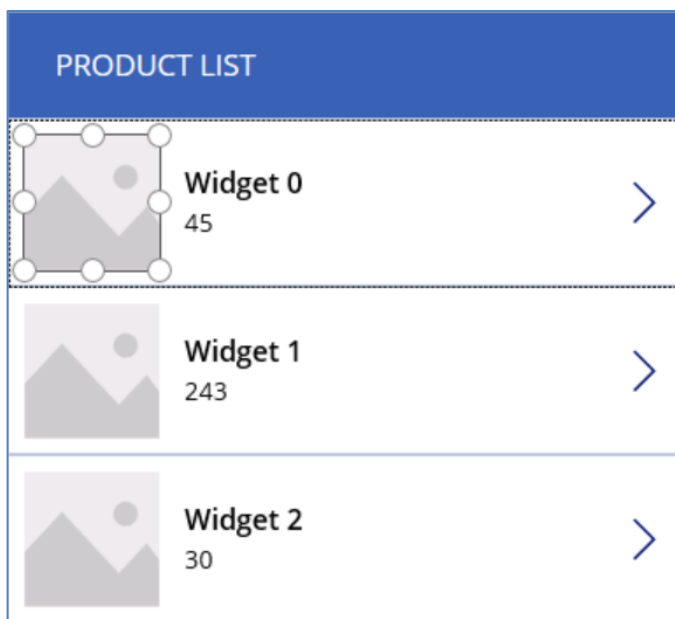 PRODUCT LIST
Widget 0
45
Widget 1
243
Widget 2
30